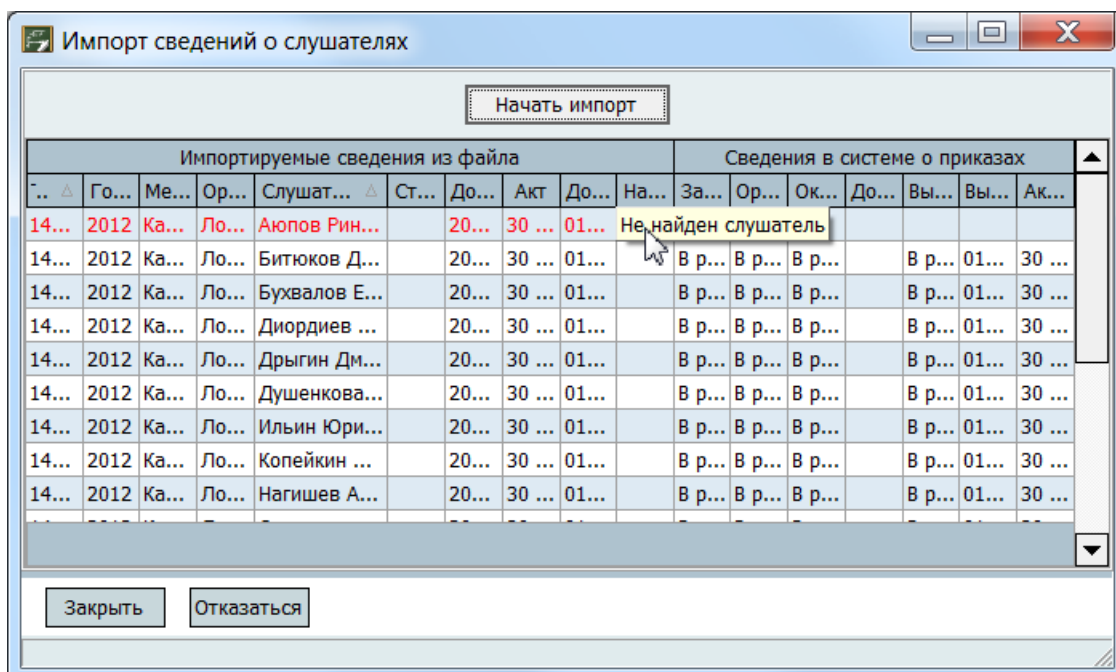 Импорт сведений о слушателях
Начать импорт
Импортируемые сведения из файла Сведения в системе о приказах
Го... Ме... Ор... Слушат... Ст... До... Акт До... На... За... Ор... Ок... До... Вы... Вы... Ак...
14... 2012 Ка... Ло... Аюпов Рин... 20... 30 ... 01... Не найден слушатель
14... 2012 Ка... Ло... Битюков Д... 20... 30 ... 01... В р... В р... В р... В р... 01... 30 ...
14... 2012 Ка... Ло... Бухвалов Е... 20... 30 ... 01... В р... В р... В р... В р... 01... 30 ...
14... 2012 Ка... Ло... Диордиев ... 20... 30 ... 01... В р... В р... В р... В р... 01... 30 ...
14... 2012 Ка... Ло... Дрыгин Дм... 20... 30 ... 01... В р... В р... В р... В р... 01... 30 ...
14... 2012 Ка... Ло... Душенкова... 20... 30 ... 01... В р... В р... В р... В р... 01... 30 ...
14... 2012 Ка... Ло... Ильин Юри... 20... 30 ... 01... В р... В р... В р... В р... 01... 30 ...
14... 2012 Ка... Ло... Копейкин ... 20... 30 ... 01... В р... В р... В р... В р... 01... 30 ...
14... 2012 Ка... Ло... Нагишев А... 20... 30 ... 01... В р... В р... В р... В р... 01... 30 ...
Закрыть Отказаться